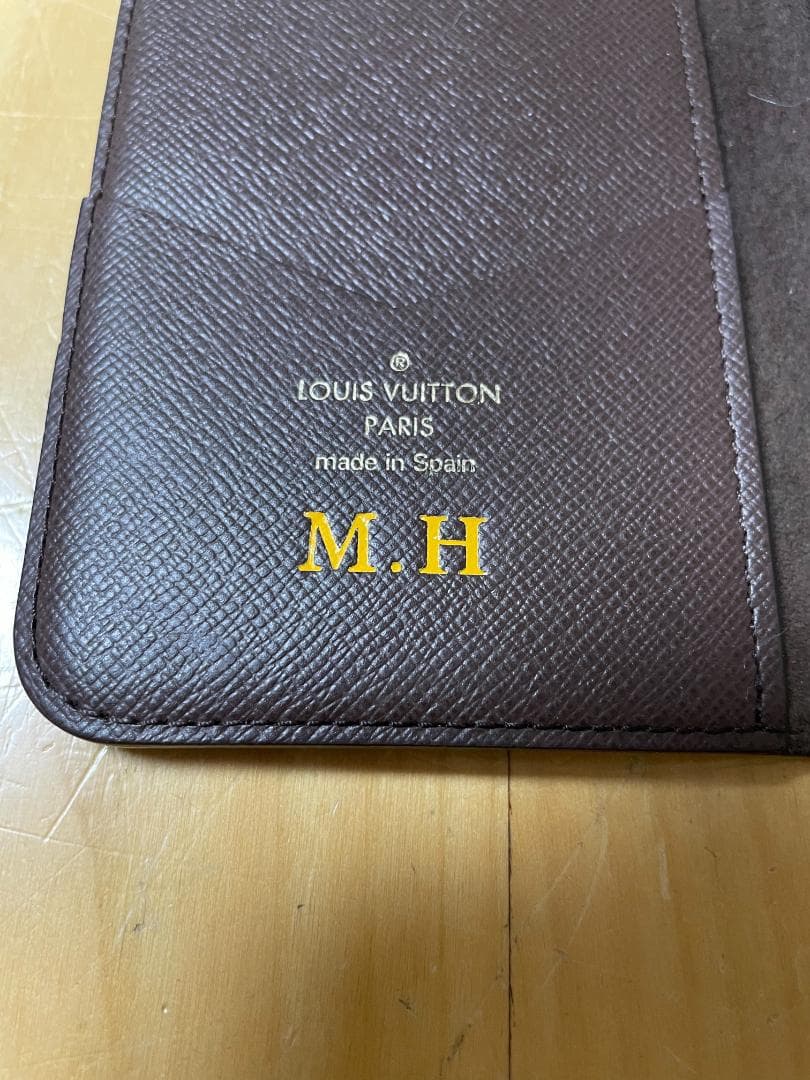 ®
LOUIS VUITTON
PARIS
made in Spain
M.H